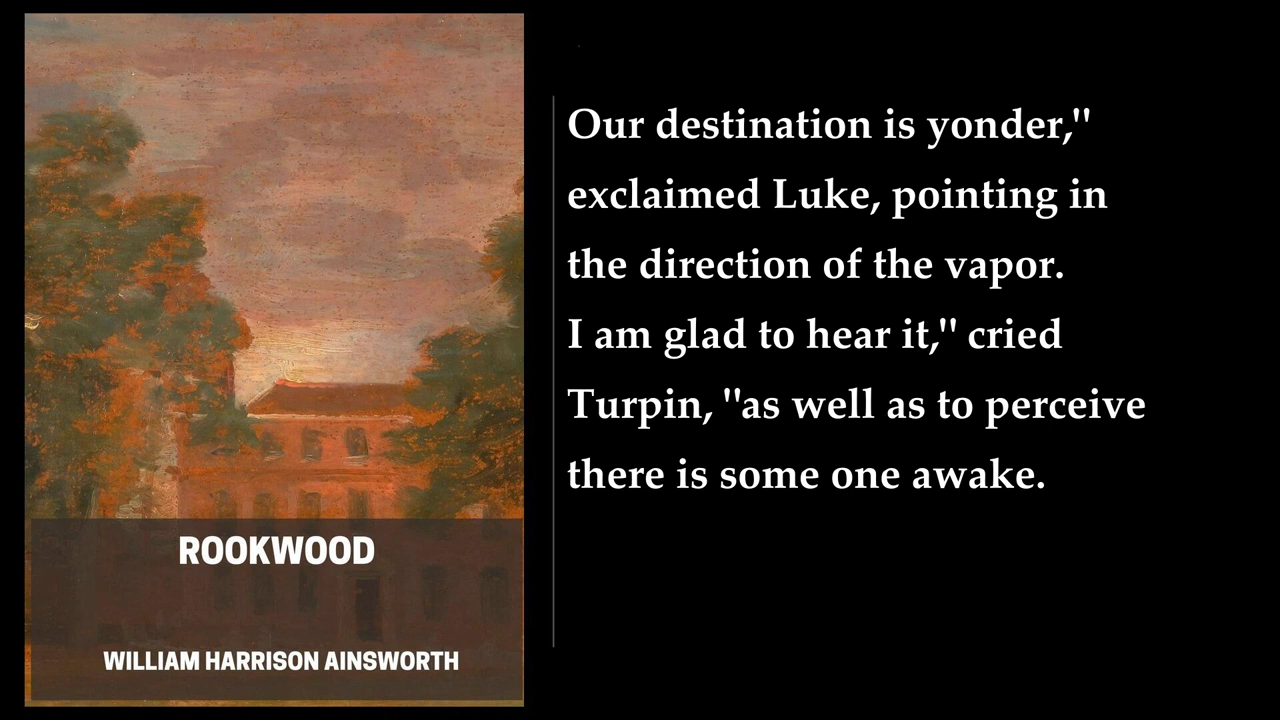 ROOKWOOD
WILLIAM HARRISON AINSWORTH
Our destination is yonder,"
exclaimed Luke, pointing in
the direction of the vapor.
I am glad to hear it," cried
Turpin, "as well as to perceive
there is some one awake.